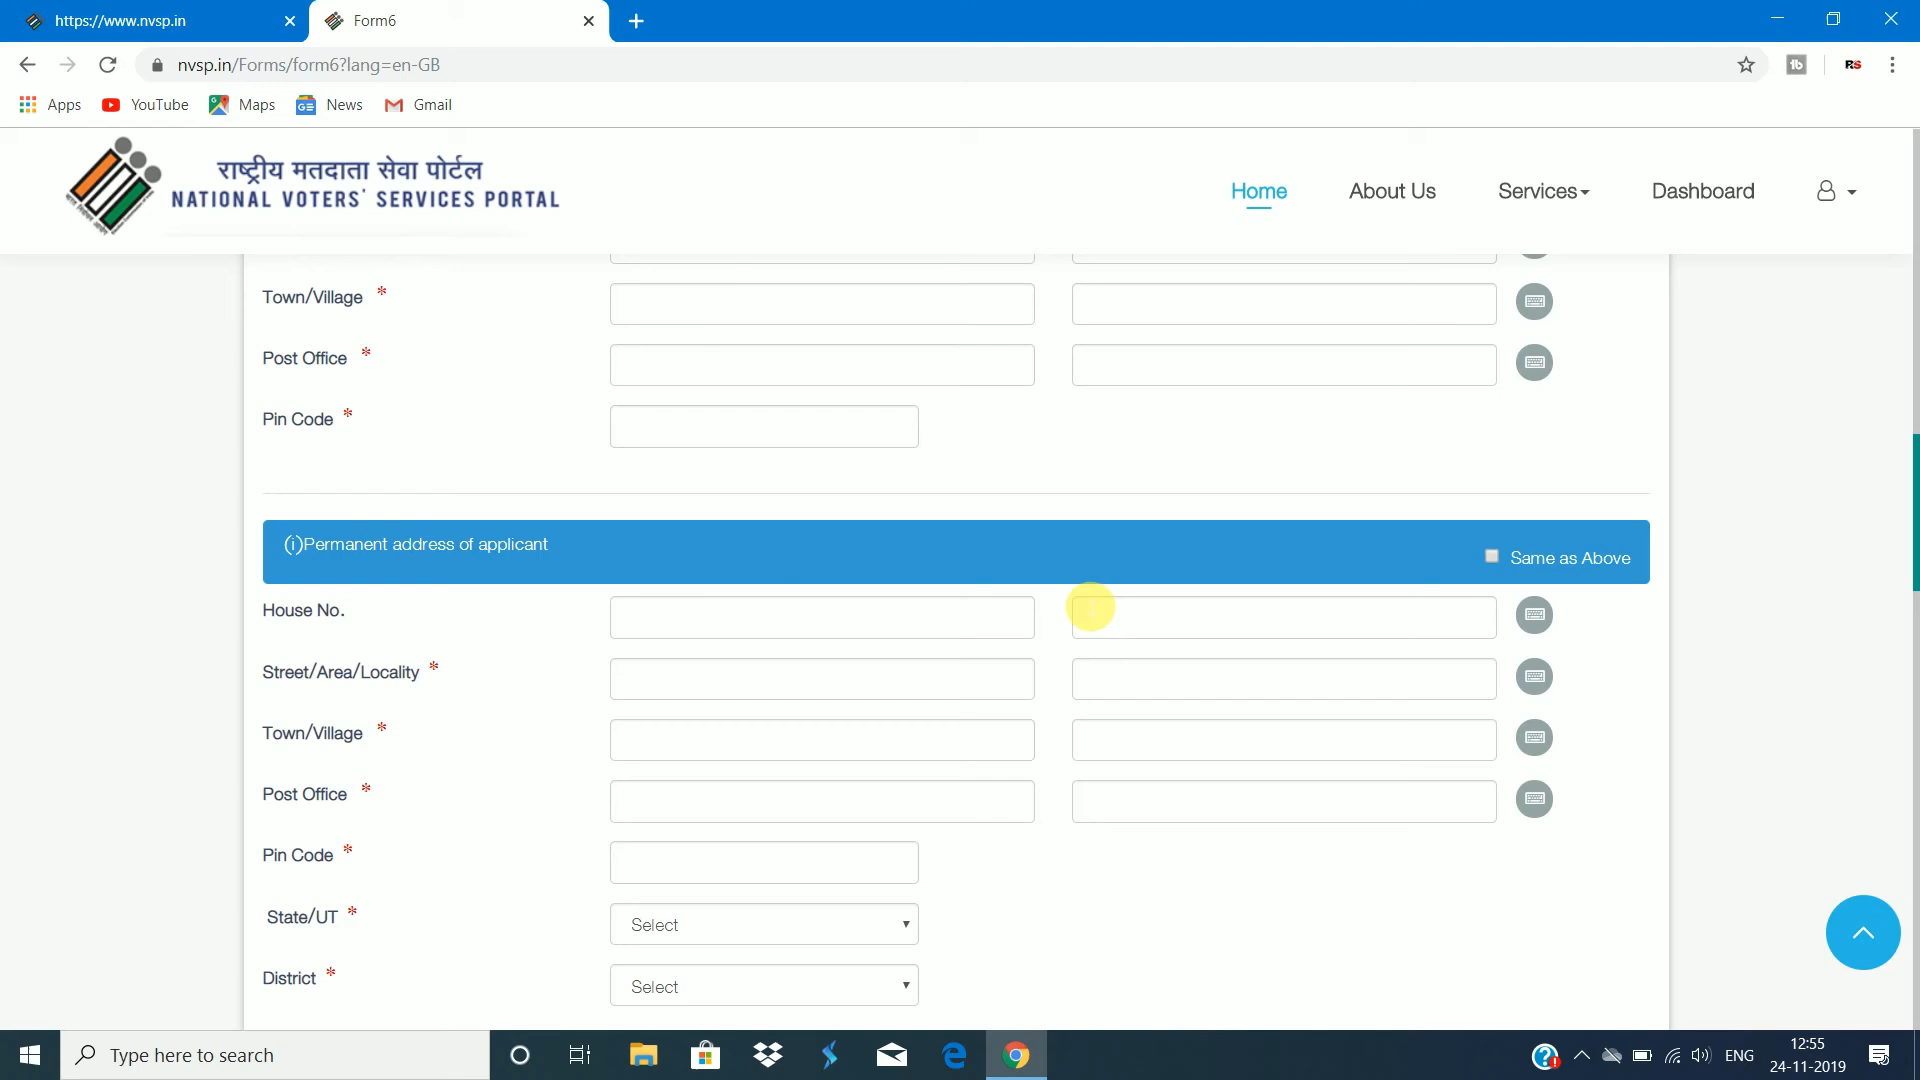 https://www.nvsp.in
Form6
nvsp.in/Forms/form6?lang=en-GB
Apps
YouTube
Maps
News
Gmail
राष्ट्रीय मतदाता सेवा पोर्टल
NATIONAL VOTERS' SERVICES PORTAL
Home
About Us
Services
Dashboard
Town/Village *
Post Office *
Pin Code *
(i)Permanent address of applicant
Same as Above
House No.
Street/Area/Locality *
Town/Village *
Post Office *
Pin Code *
State/UT *
Select
District *
Select
Type here to search
ENG
12:55
24-11-2019